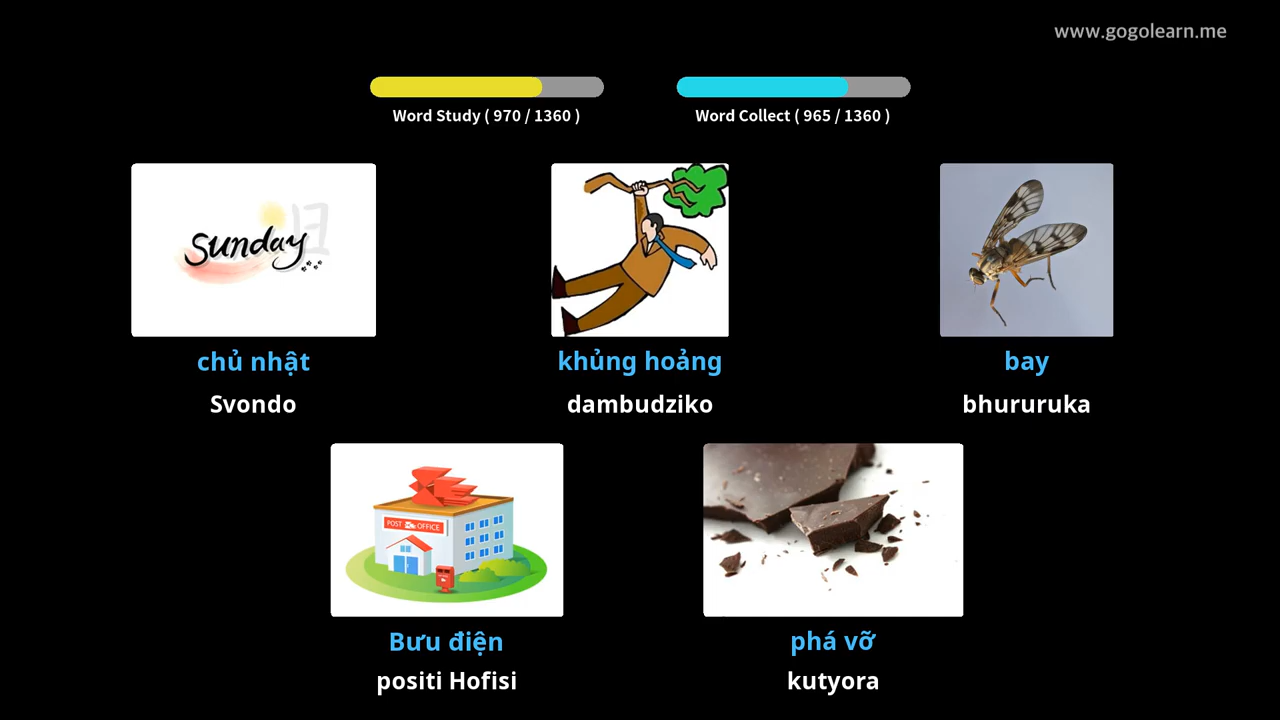 www.gogolearn.me
Word Study ( 970 / 1360 )
Word Collect ( 965 / 1360 )
Sunday 日
chủ nhật
khủng hoảng
bay
Svondo
dambudziko
bhururuka
POST OFFICE
Bưu điện
phá vỡ
positi Hofisi
kutyora